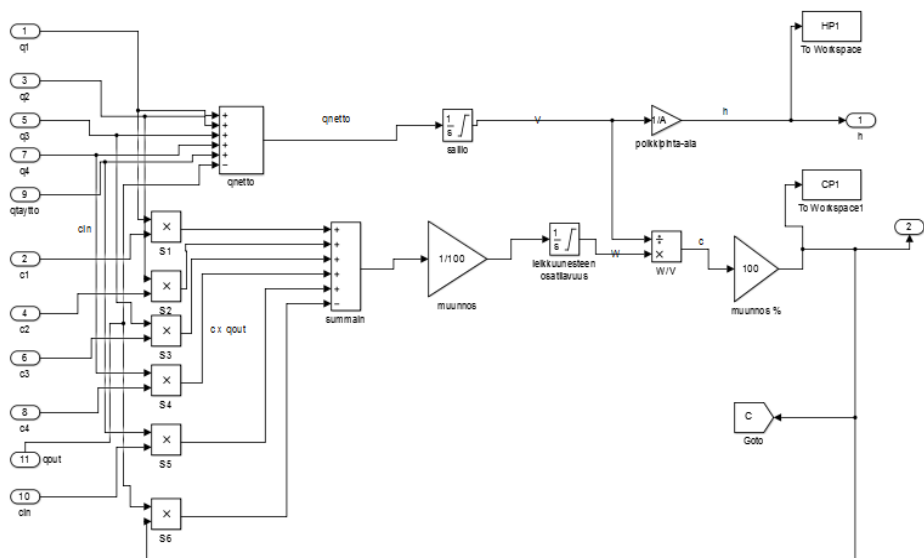 1
q1
3
q2
5
q3
7
q4
9
qtaytto
cin
2
c1
4
c2
6
c3
8
c4
11
qout
10
cin
+
+
+
+
+
−
qnetto
qnetto
1
s
sailio
V
1/A
poikkipinta-ala
h
HP1
To Workspace
1
h
×
S1
×
S2
×
S3
×
S4
×
S5
×
S6
c x qout
+
+
+
+
+
−
summain
1/100
muunnos
1
s
leikkuunesteen
osatilavuus
W
÷
×
W/V
c
100
muunnos %
CP1
To Workspace1
2
C
Goto